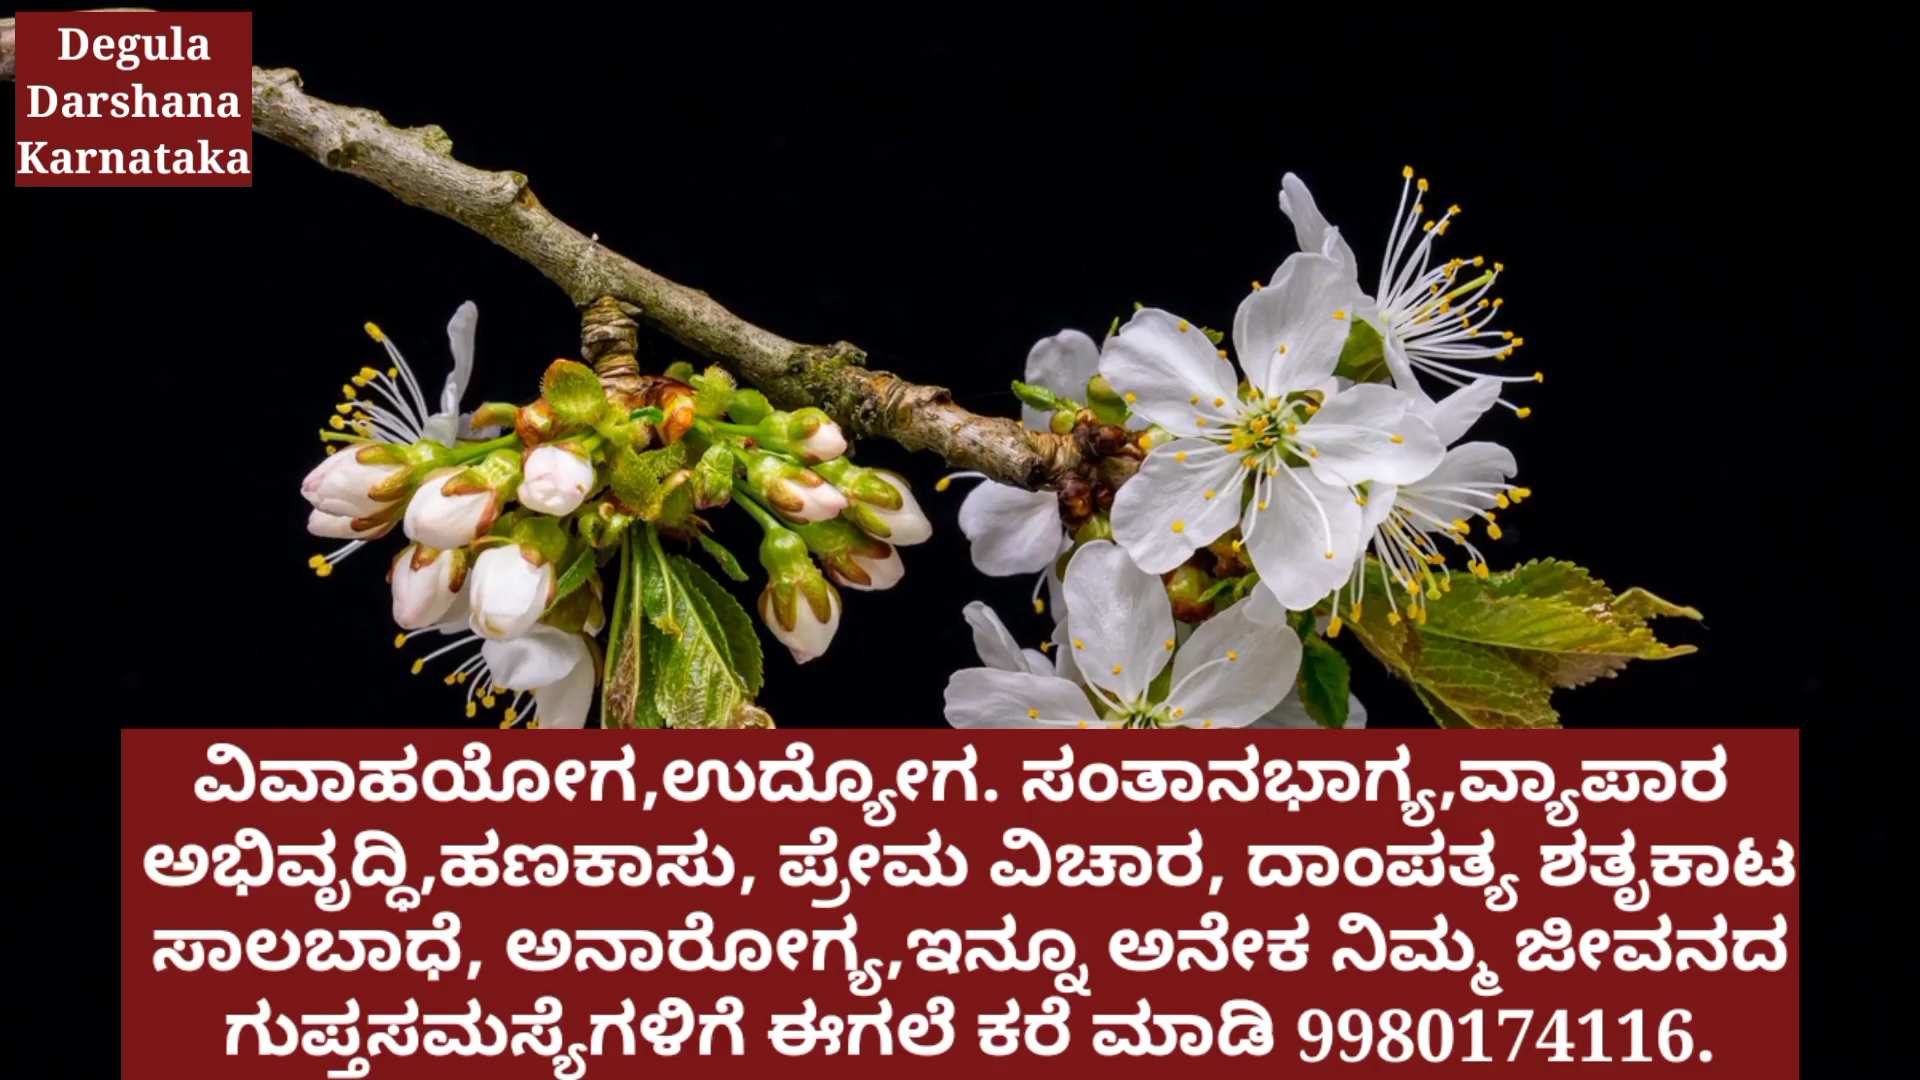 Degula
Darshana
Karnataka
ವಿವಾಹಯೋಗ,ಉದ್ಯೋಗ. ಸಂತಾನಭಾಗ್ಯ,ವ್ಯಾಪಾರ
ಅಭಿವೃದ್ಧಿ,ಹಣಕಾಸು, ಪ್ರೇಮ ವಿಚಾರ, ದಾಂಪತ್ಯ ಶತೃಕಾಟ
ಸಾಲಬಾಧೆ, ಅನಾರೋಗ್ಯ,ಇನ್ನೂ ಅನೇಕ ನಿಮ್ಮ ಜೀವನದ
ಗುಪ್ತಸಮಸ್ಯೆಗಳಿಗೆ ಈಗಲೆ ಕರೆ ಮಾಡಿ 9980174116.